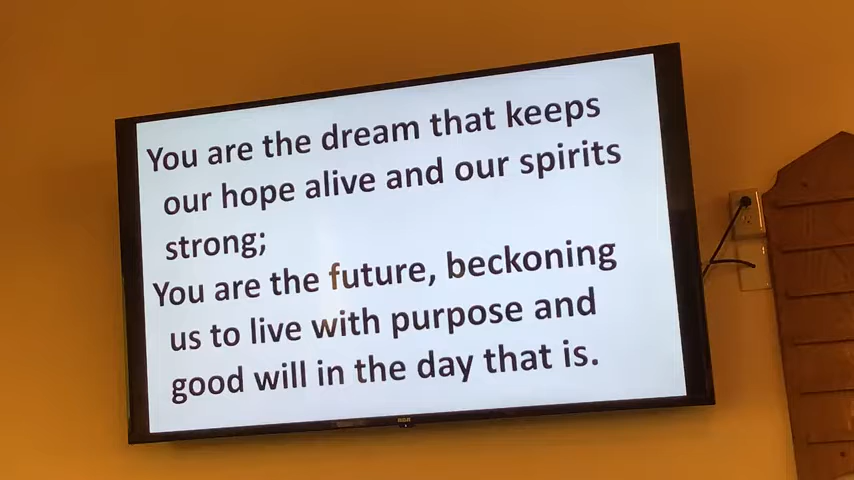 You are the dream that keeps
our hope alive and our spirits
strong;
You are the future, beckoning
us to live with purpose and
good will in the day that is.
RCA